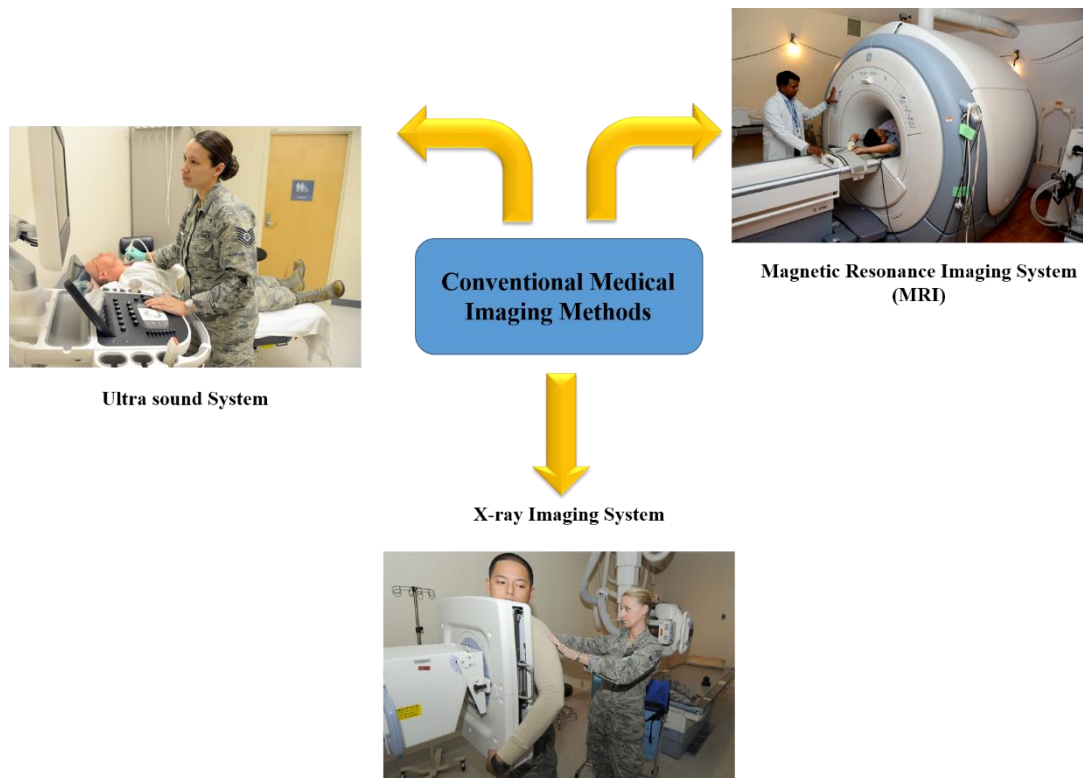 Conventional Medical
Imaging Methods
Ultra sound System
Magnetic Resonance Imaging System
(MRI)
X-ray Imaging System